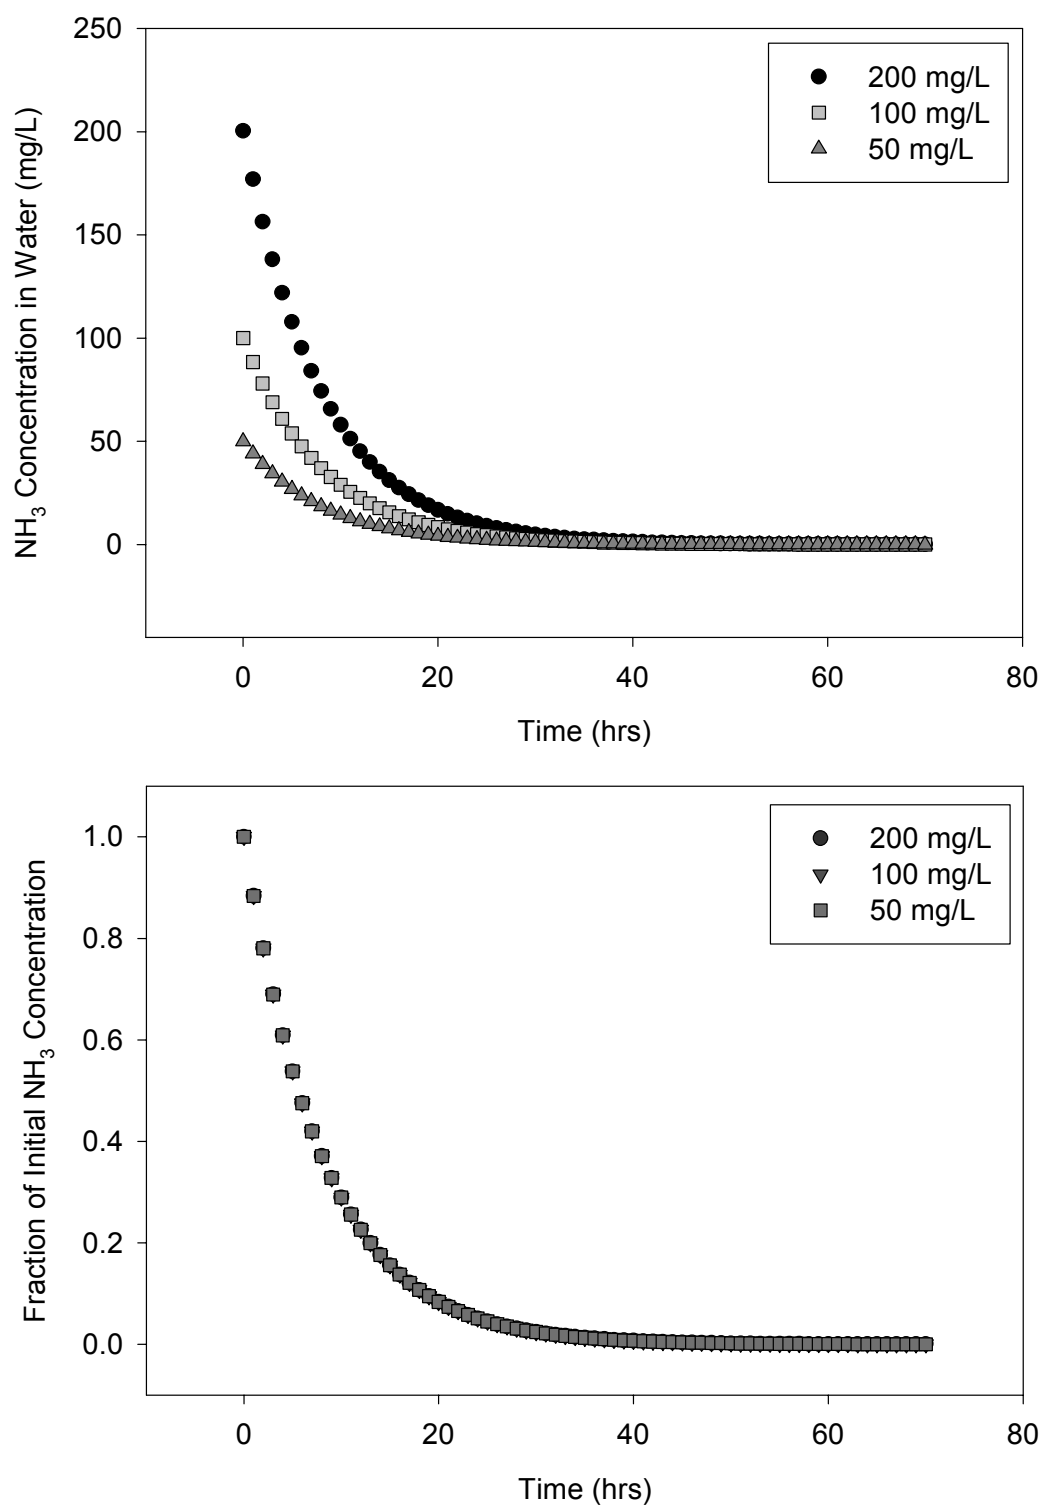 250
200
150
100
50
0
NH₃ Concentration in Water (mg/L)
200 mg/L
100 mg/L
50 mg/L
0 20 40 60 80
Time (hrs)
1.0
0.8
0.6
0.4
0.2
0.0
Fraction of Initial NH₃ Concentration
200 mg/L
100 mg/L
50 mg/L
0 20 40 60 80
Time (hrs)